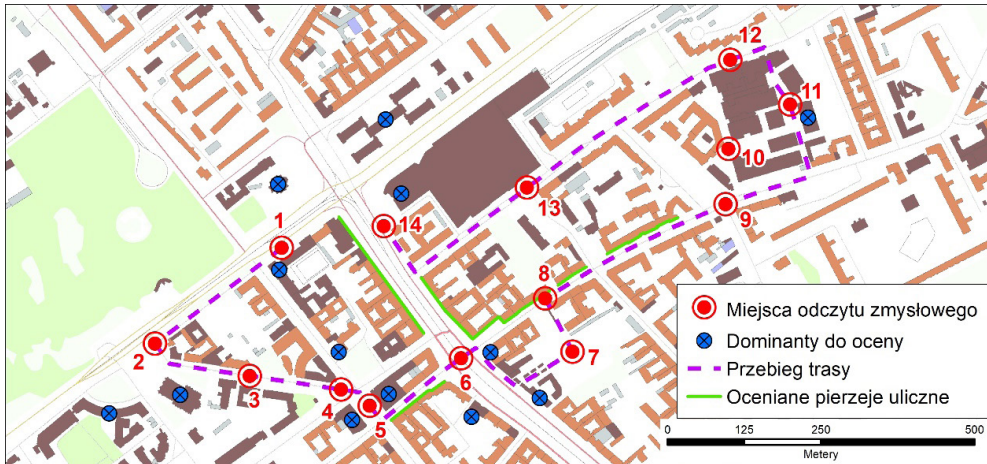 12
11
10
9
13
14
1
8
7
2
3
4
5
6
Miejsca odczytu zmysłowego
Dominanty do oceny
Przebieg trasy
Oceniane pierzeje uliczne
0 125 250 500
Metery